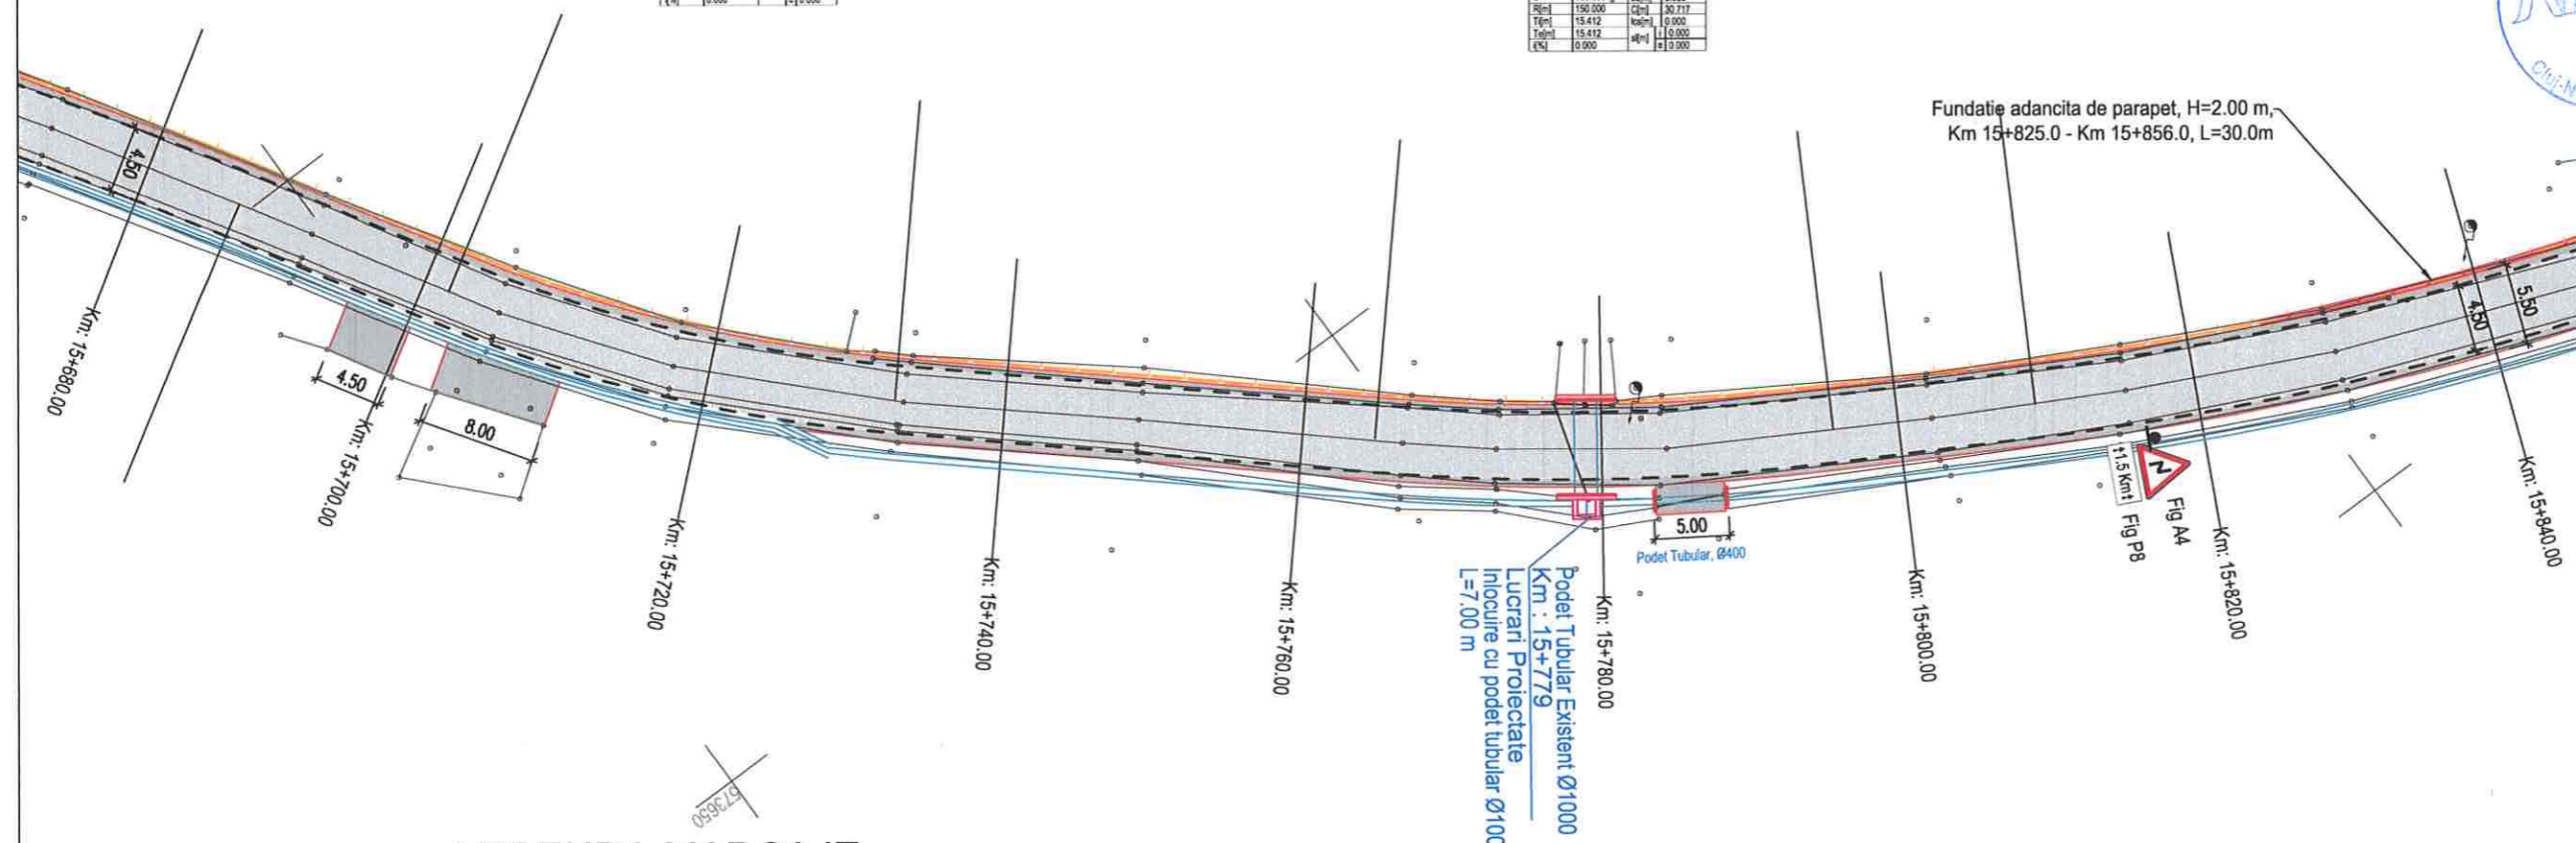 R[m] 150.000 C[m] 30.717
Ti[m] 15.412 lcs[m] 0.000
Te[m] 15.412 sl[m] i 0.000
i[%] 0.000 e 0.000
Cluj-N
Fundatie adancita de parapet, H=2.00 m,
Km 15+825.0 - Km 15+856.0, L=30.0m
4.50
5.50
4.50
Km: 15+680.00
4.50
Km: 15+700.00
8.00
Km: 15+720.00
Km: 15+740.00
Km: 15+760.00
Km: 15+780.00
5.00
Podet Tubular, Ø400
Podet Tubular Existent Ø1000
Km : 15+779
Lucrari Proiectate
Inlocuire cu podet tubular Ø100
L=7.00 m
Km: 15+800.00
1.5 Km
Fig P8
Fig A4
Km: 15+820.00
Km: 15+840.00
573650